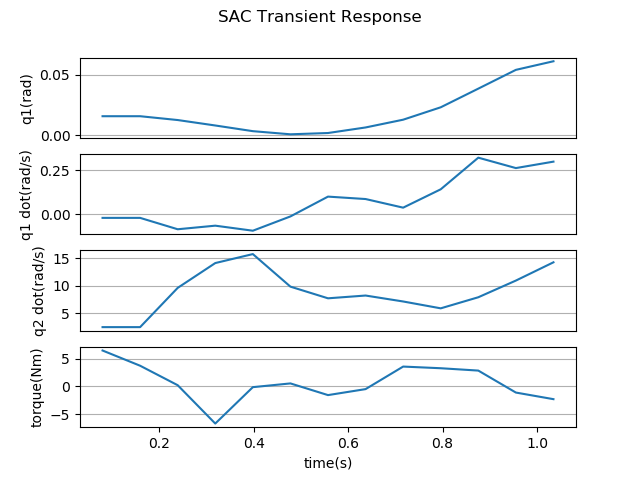 SAC Transient Response
0.05
0.00
q1(rad)
0.25
0.00
q1 dot(rad/s)
15
10
5
q2 dot(rad/s)
5
0
−5
torque(Nm)
0.2 0.4 0.6 0.8 1.0
time(s)